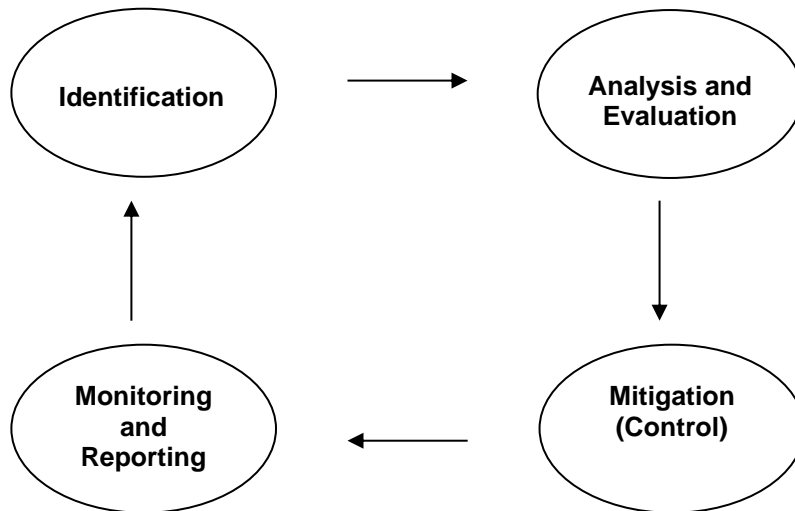 Identification
Analysis and
Evaluation
Mitigation
(Control)
Monitoring
and
Reporting